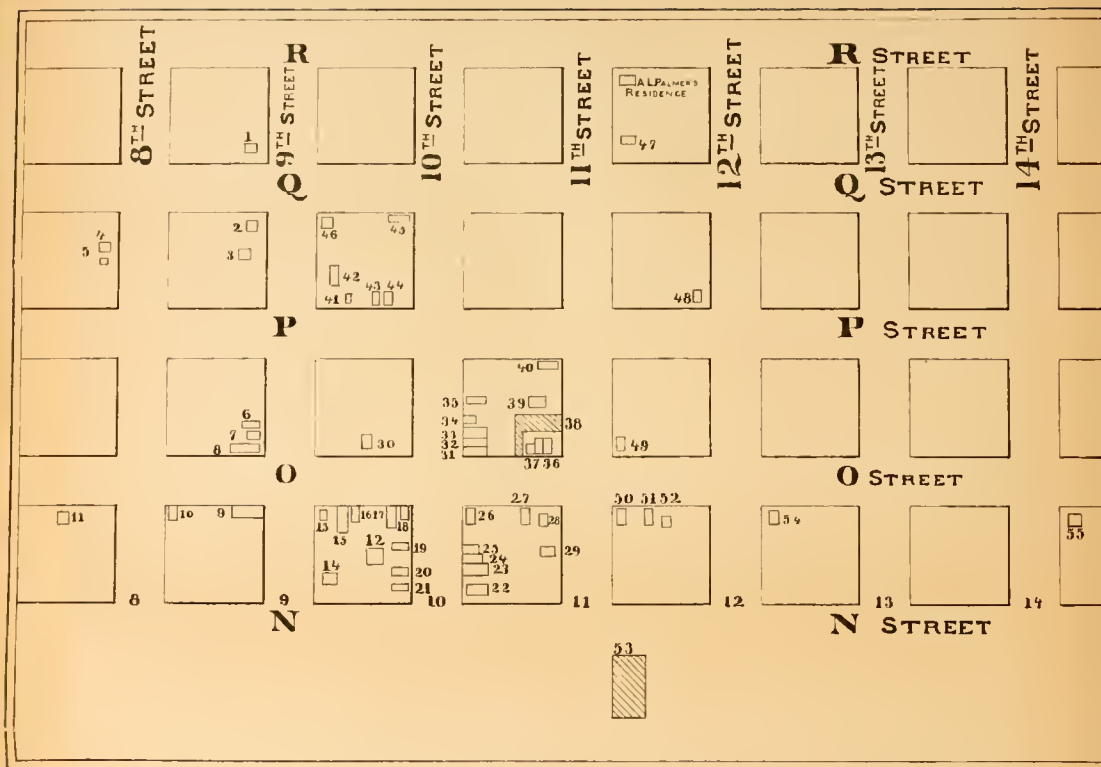 R
R STREET
8TH STREET
9TH STREET
10TH STREET
11TH STREET
12TH STREET
13TH STREET
14TH STREET
A L PALMER'S
RESIDENCE
1
47
Q
Q STREET
4
5
2
3
46
45
42
41
43 44
48
P
P STREET
6
7
8
30
40
35
39
34
38
33
32
31
37 36
49
O
O STREET
11
10
9
13
15
16 17
18
12
14
19
20
21
26
27
28
25
24
29
23
22
50 51 52
54
55
8
9
10
11
12
13
14
N
N STREET
53